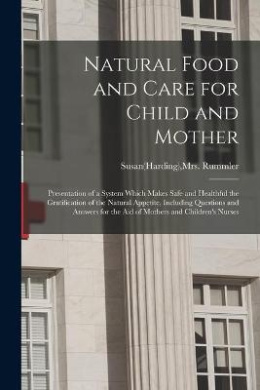 NATURAL FOOD
AND CARE FOR
CHILD AND
MOTHER
Susan(Harding),Mrs. Rummler
Presentation of a System Which Makes Safe and Healthful the
Gratification of the Natural Appetite, Including Questions and
Answers for the Aid of Mothers and Children's Nurses